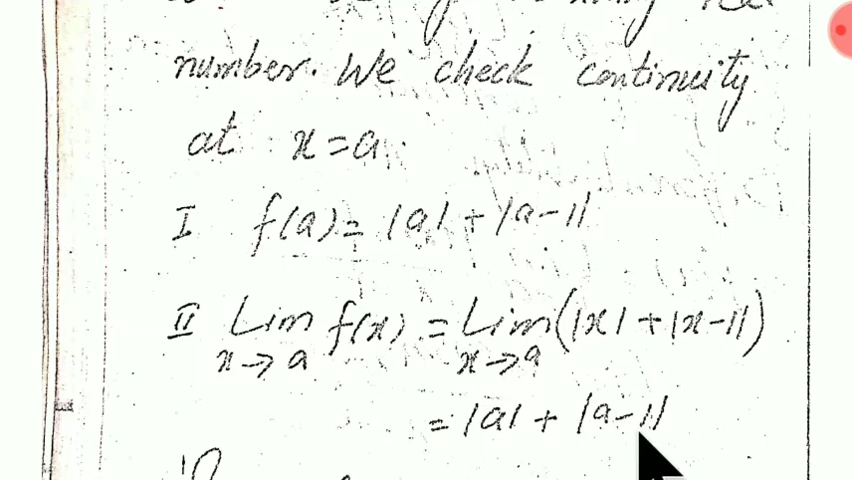 number. We check continuity
at x=a.
I f(a)= |a| + |a-1|
II Lim f(x) = Lim (|x| + |x-1|)
x→a x→a
= |a| + |a-1|